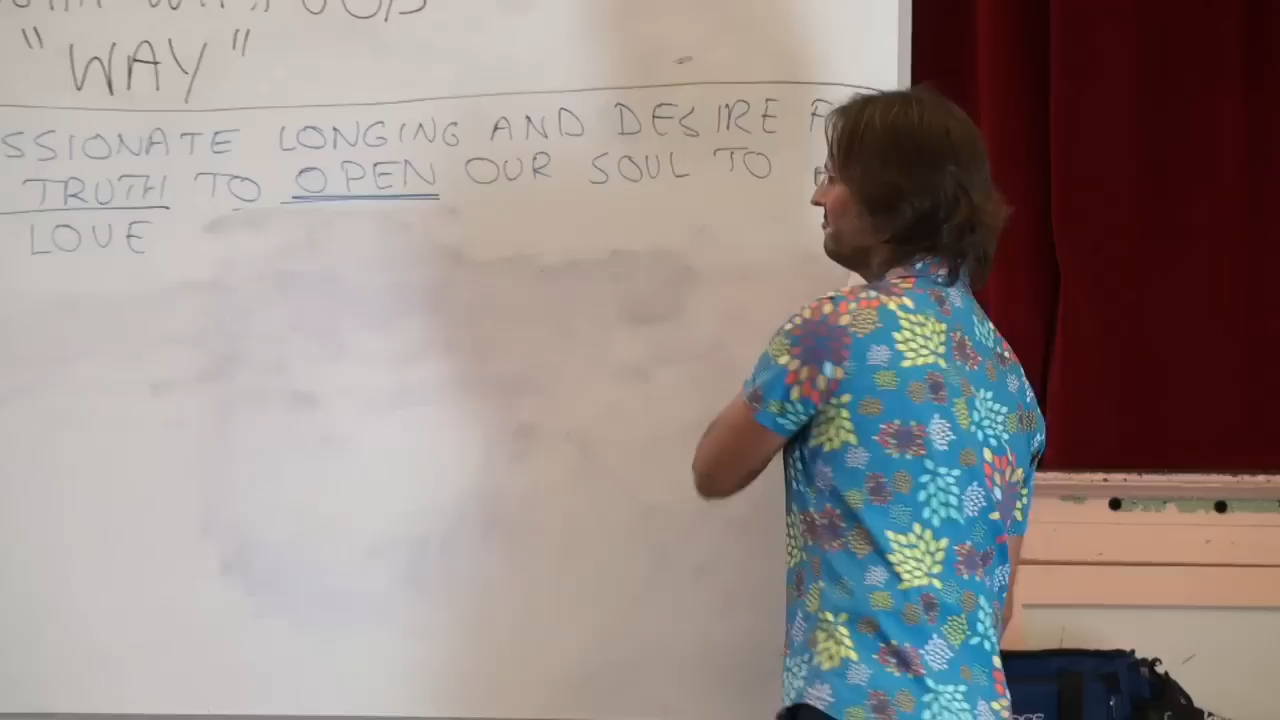 "WAY"
SSIONATE LONGING AND DESIRE F
TRUTH TO OPEN OUR SOUL TO
LOVE